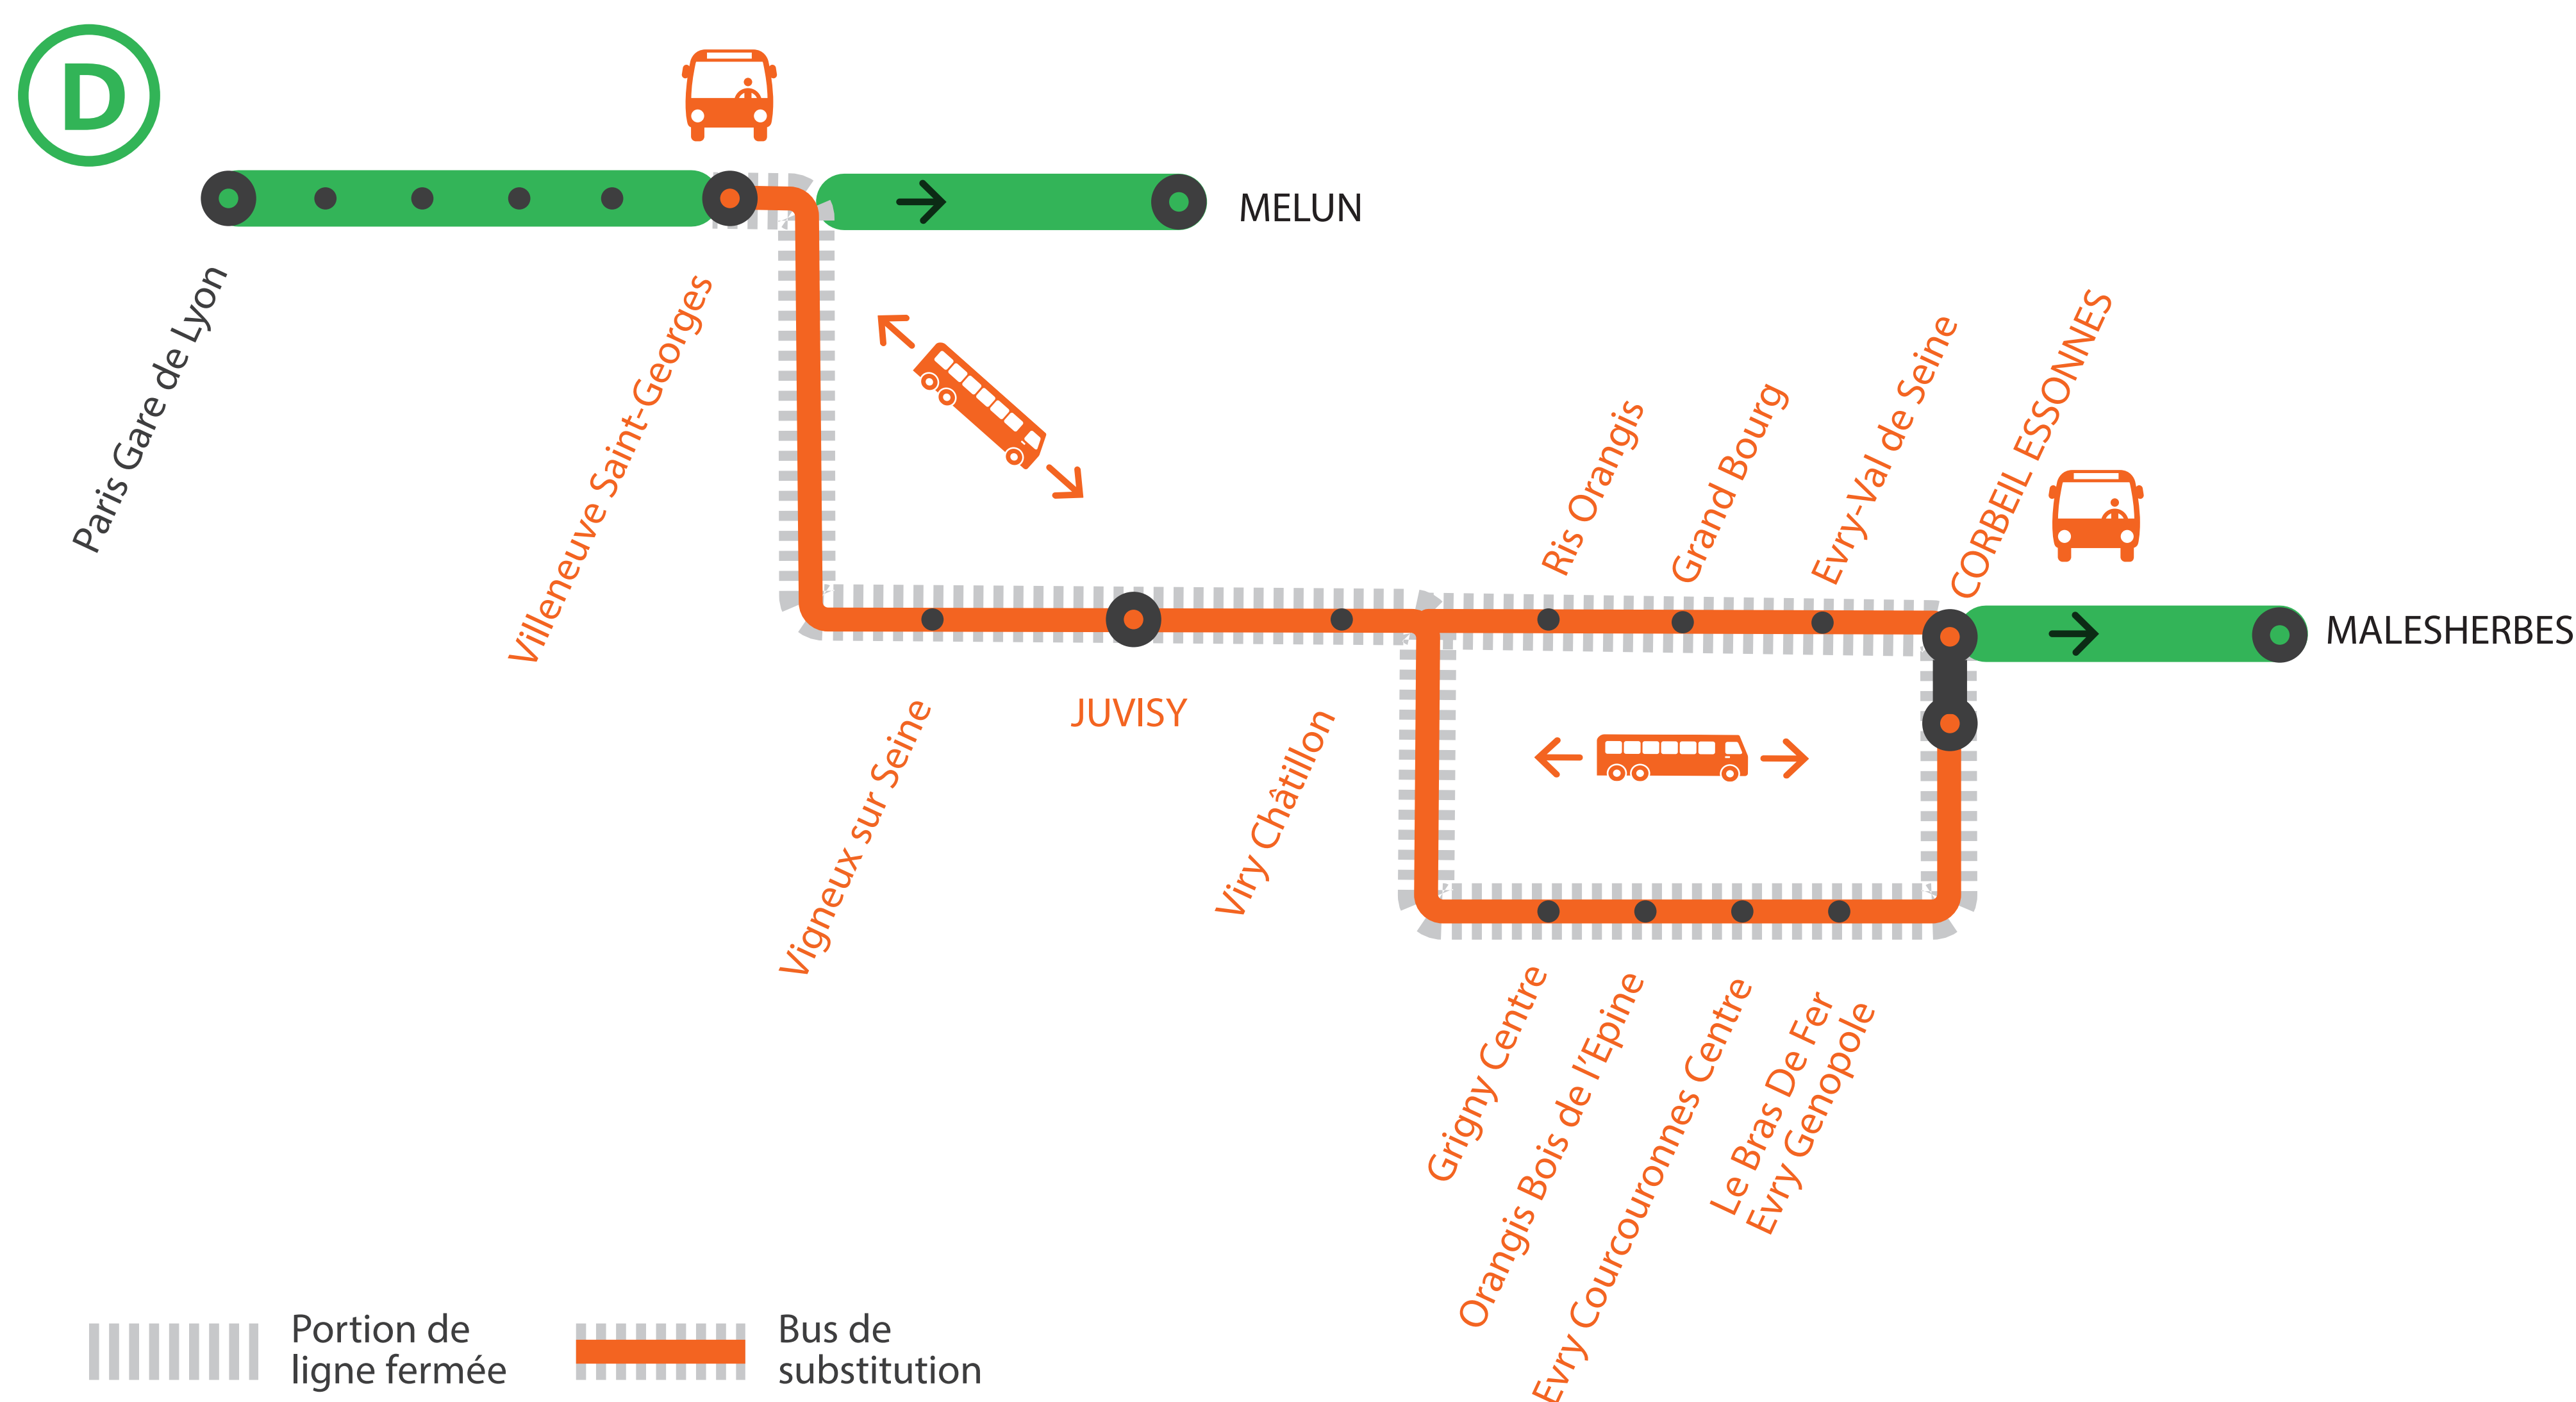 D
MELUN
Paris Gare de Lyon
Villeneuve Saint-Georges
Ris Orangis
Grand Bourg
Evry-Val de Seine
CORBEIL ESSONNES
MALESHERBES
Vigneux sur Seine
JUVISY
Viry Châtillon
Grigny Centre
Orangis Bois de l'Epine
Evry Courcouronnes Centre
Le Bras De Fer
Evry Genopole
Portion de
ligne fermée
Bus de
substitution